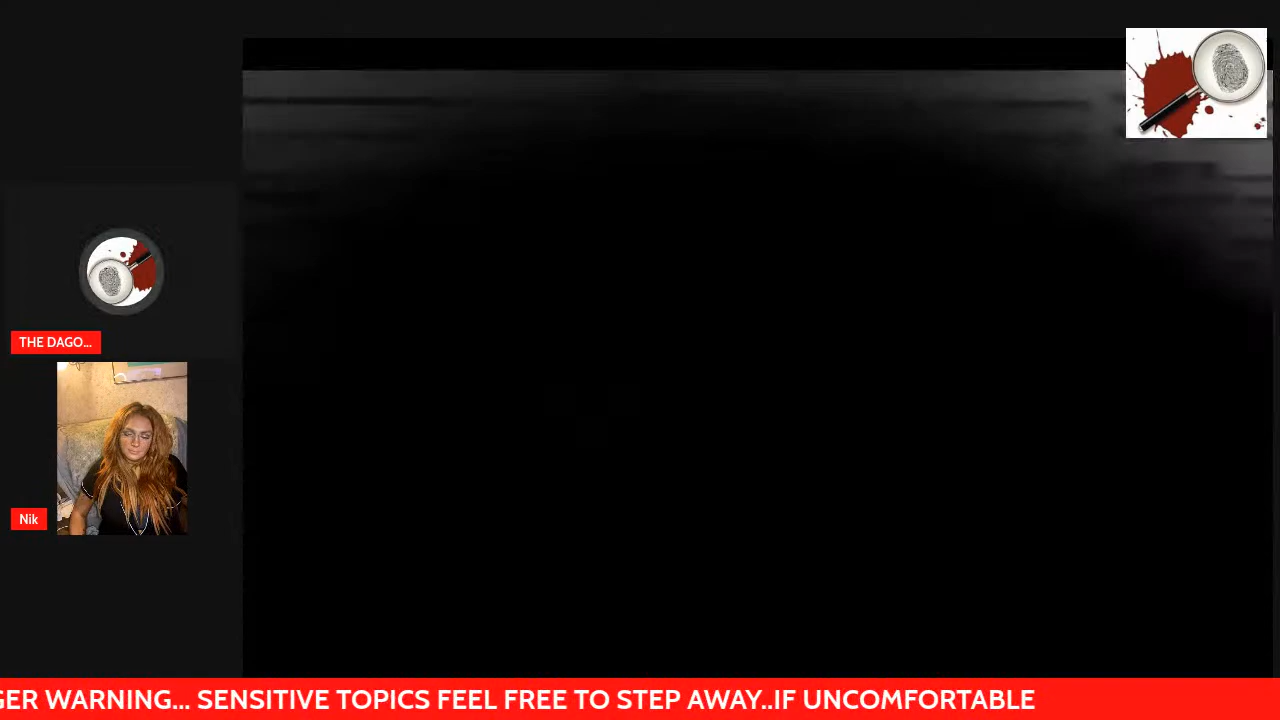 THE DAGO...
Nik
GER WARNING... SENSITIVE TOPICS FEEL FREE TO STEP AWAY..IF UNCOMFORTABLE